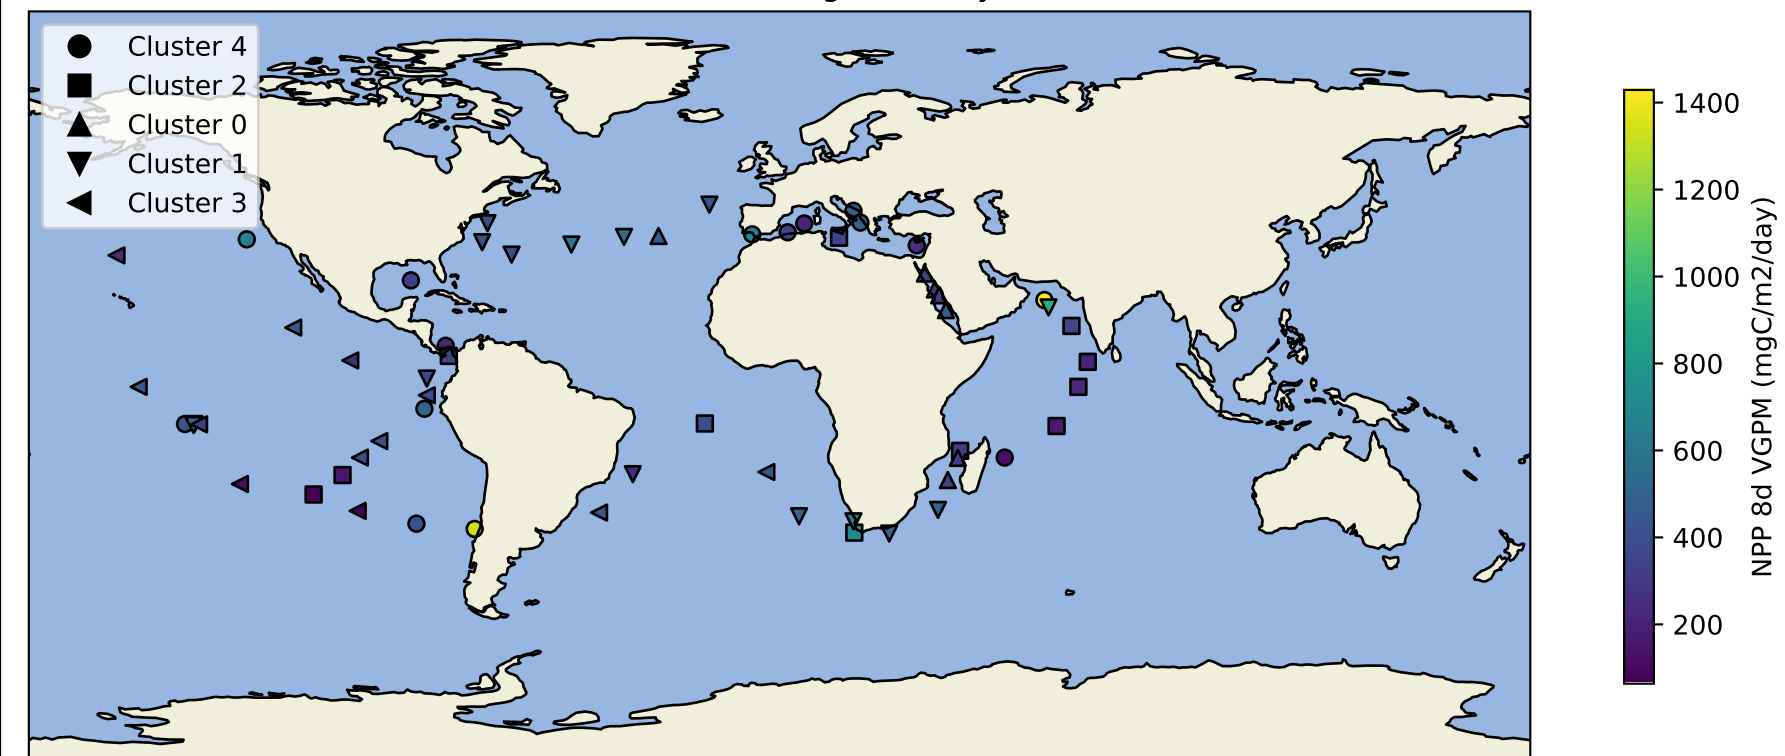 Cluster 4
Cluster 2
Cluster 0
Cluster 1
Cluster 3
1400
1200
1000
800
600
400
200
NPP 8d VGPM (mgC/m2/day)